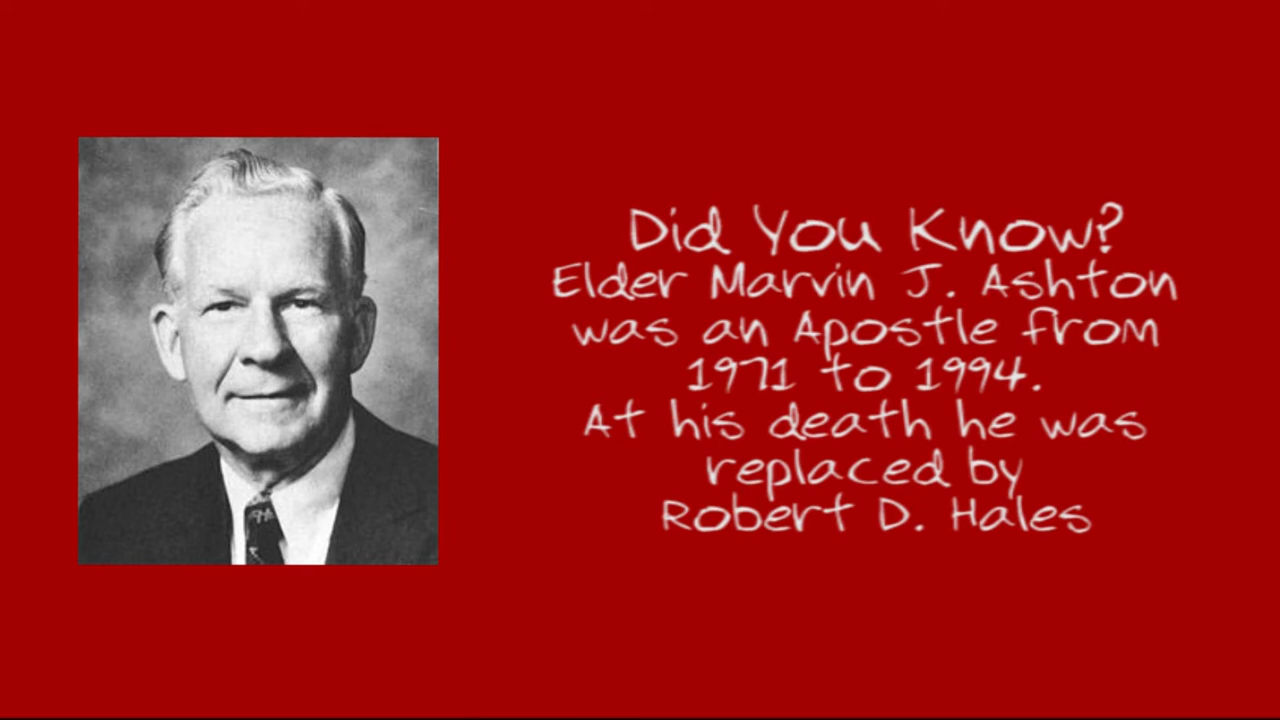 Did You Know?
Elder Marvin J. Ashton
was an Apostle from
1971 to 1994.
At his death he was
replaced by
Robert D. Hales